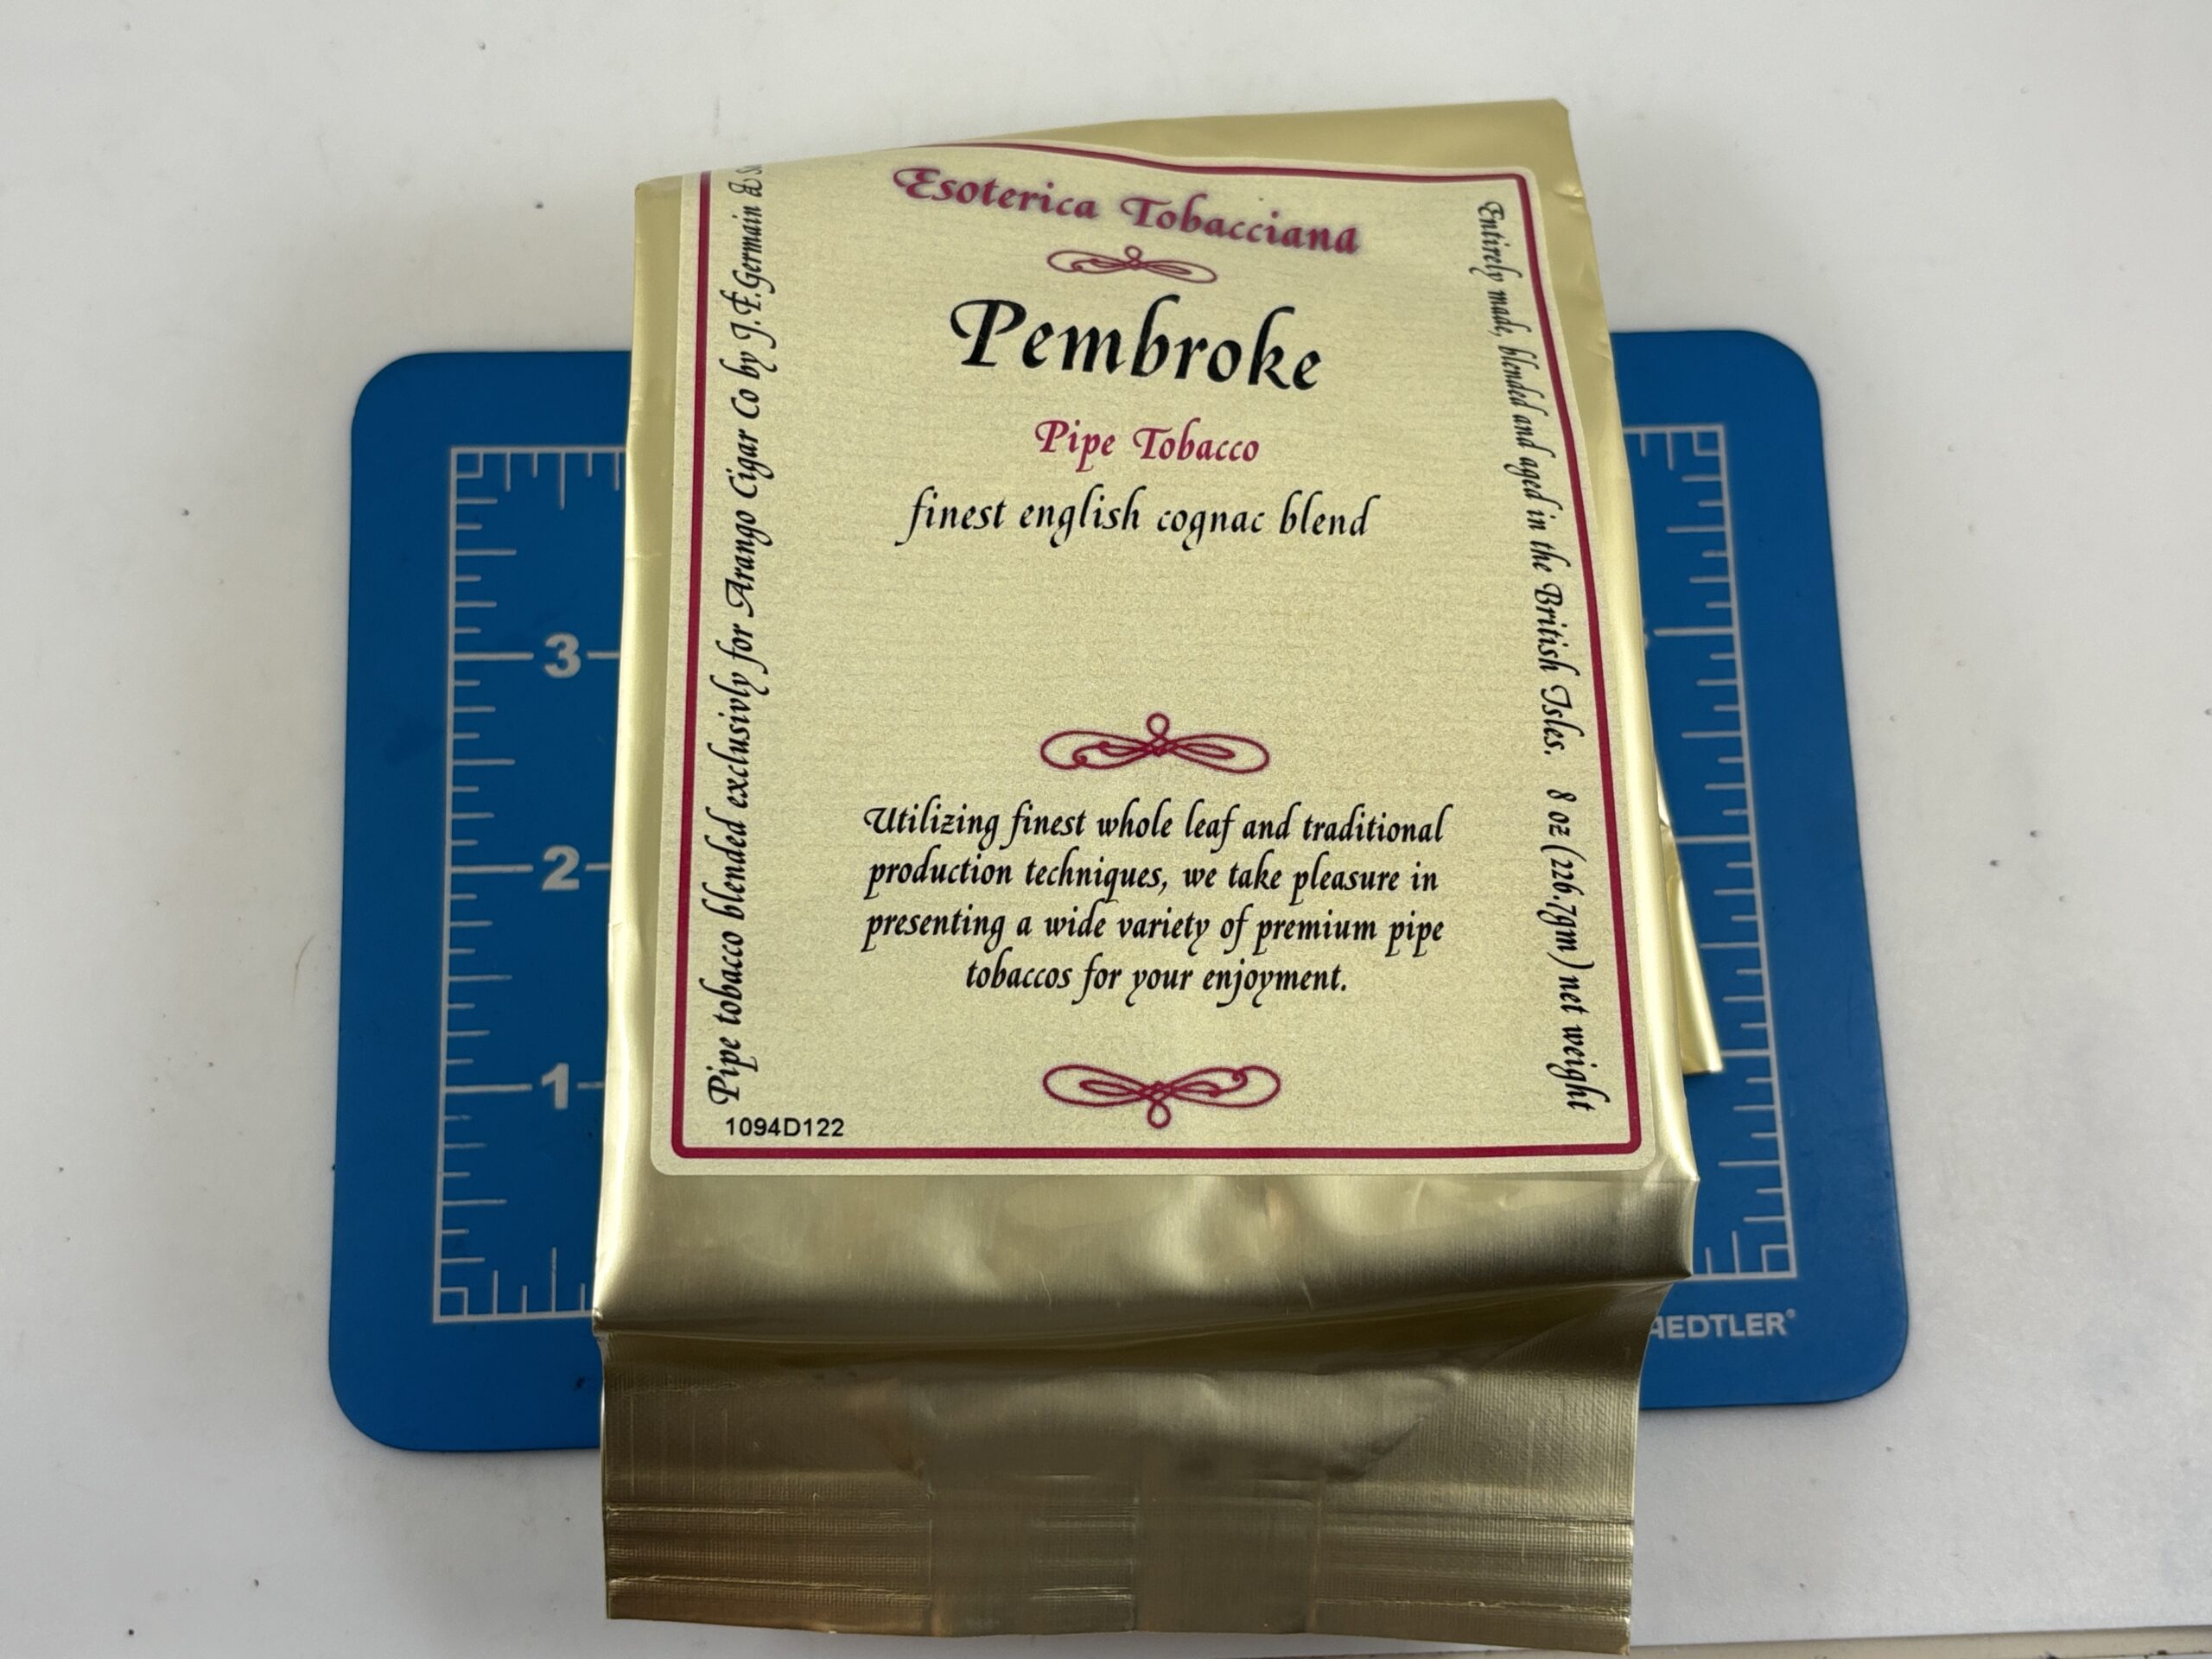 Esoterica Tobacciana
Pembroke
Pipe Tobacco
finest english cognac blend
Utilizing finest whole leaf and traditional
production techniques, we take pleasure in
presenting a wide variety of premium pipe
tobaccos for your enjoyment.
Pipe tobacco blended exclusivly for Arango Cigar Co by J.F.Germain &
Entirely made, blended and aged in the British Isles. 8 oz (226.7gm) net weight
1094D122
3
2
1
AEDTLER®